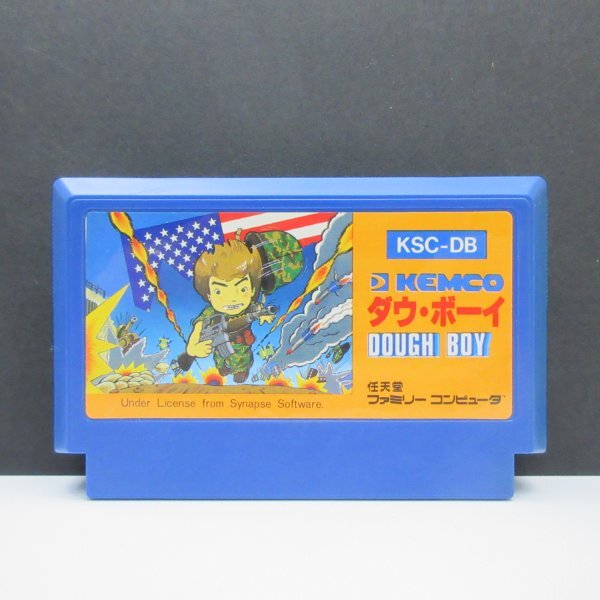 KSC-DB
KEMCO
ダウ・ボーイ
DOUGH BOY
任天堂
ファミリー コンピュータ
Under License from Synapse Software.